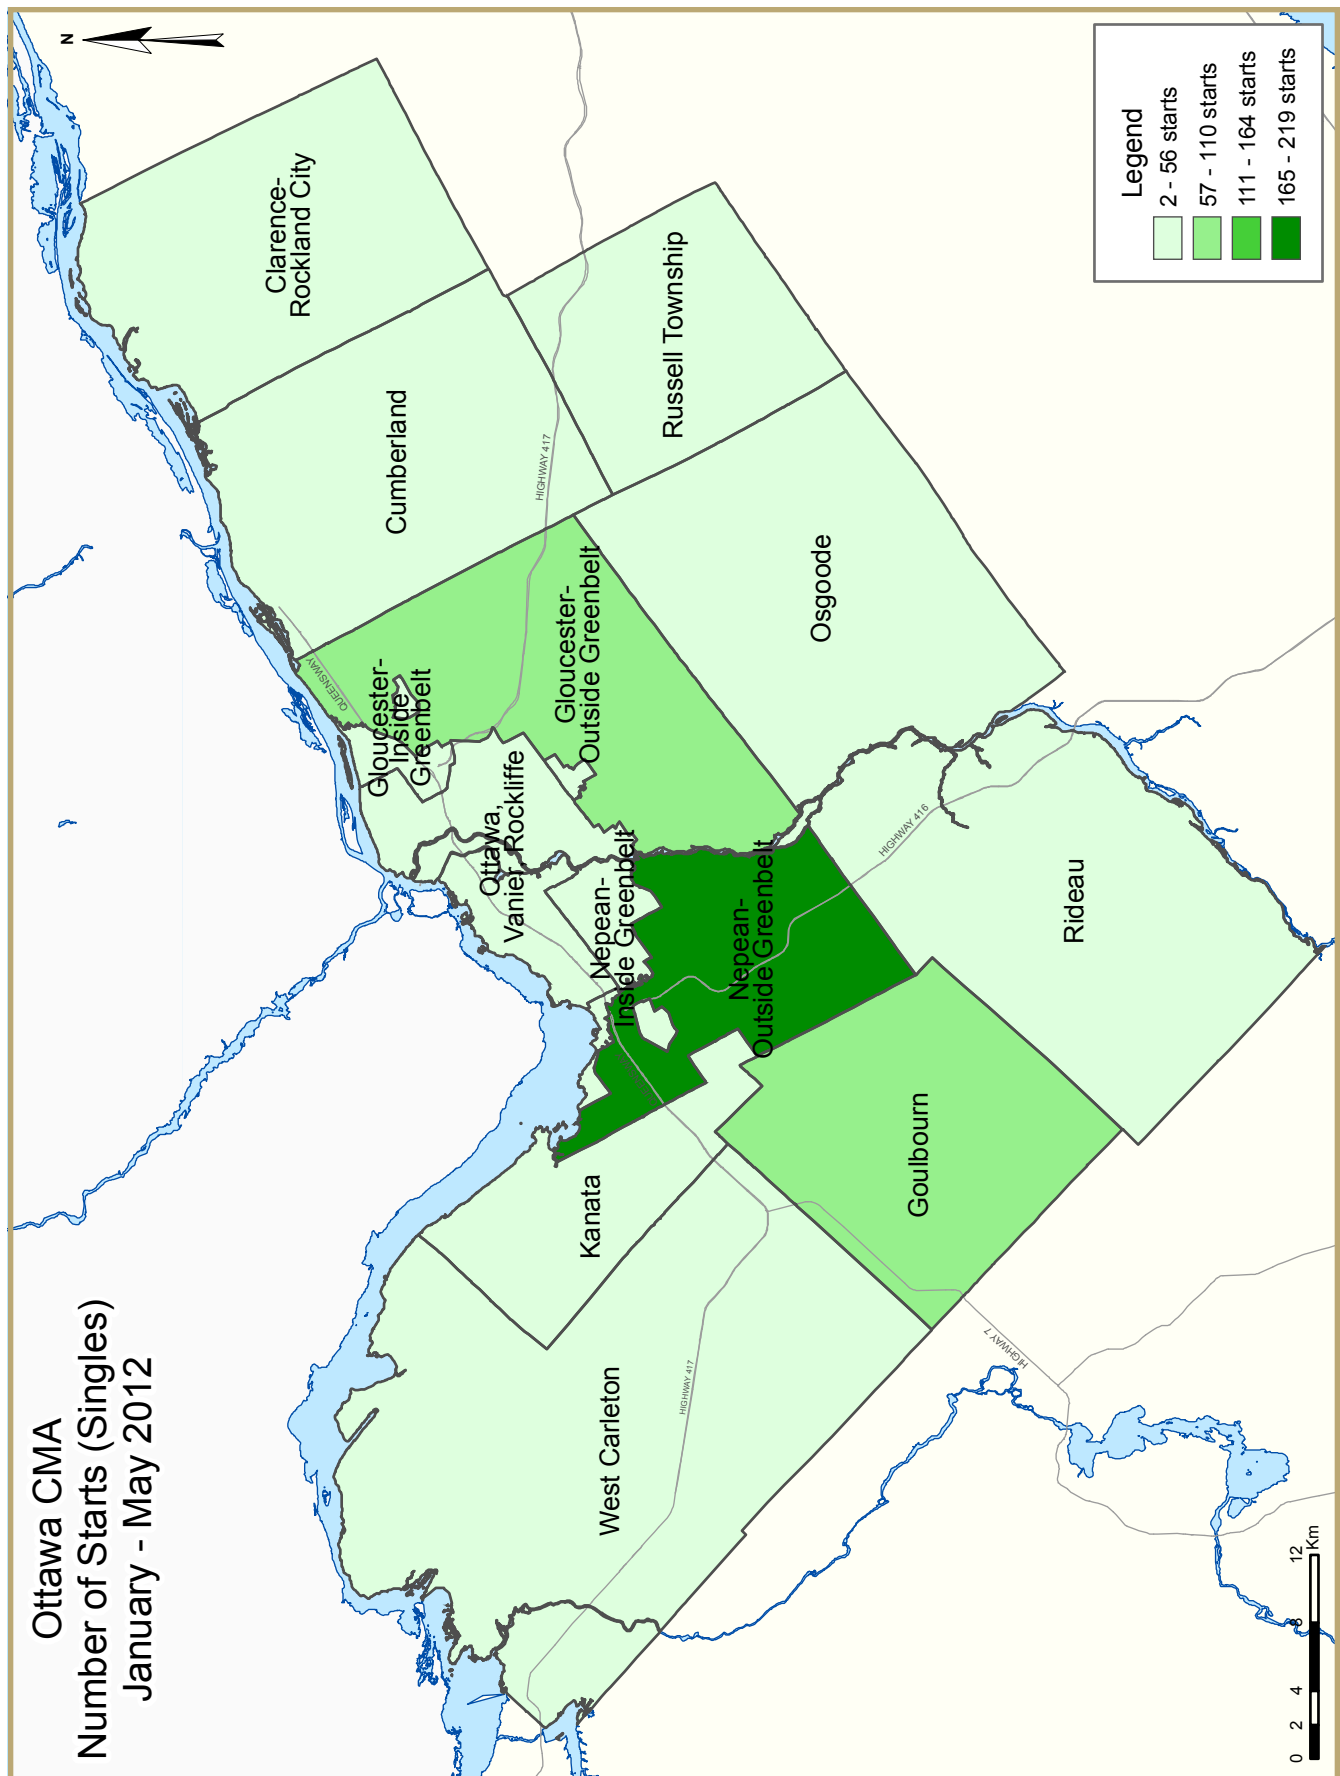 Ottawa CMA
Number of Starts (Singles)
January - May 2012
N
Clarence-
Rockland City
Cumberland
Russell Township
HIGHWAY 417
QUEENSWAY
Gloucester-
Inside
Greenbelt
Gloucester-
Outside Greenbelt
Osgoode
Ottawa,
Vanier, Rockliffe
Nepean-
Inside Greenbelt
Nepean-
Outside Greenbelt
HIGHWAY 416
Rideau
Kanata
Goulbourn
West Carleton
HIGHWAY 417
HIGHWAY 7
Legend
2 - 56 starts
57 - 110 starts
111 - 164 starts
165 - 219 starts
0 2 4 8 12
Km